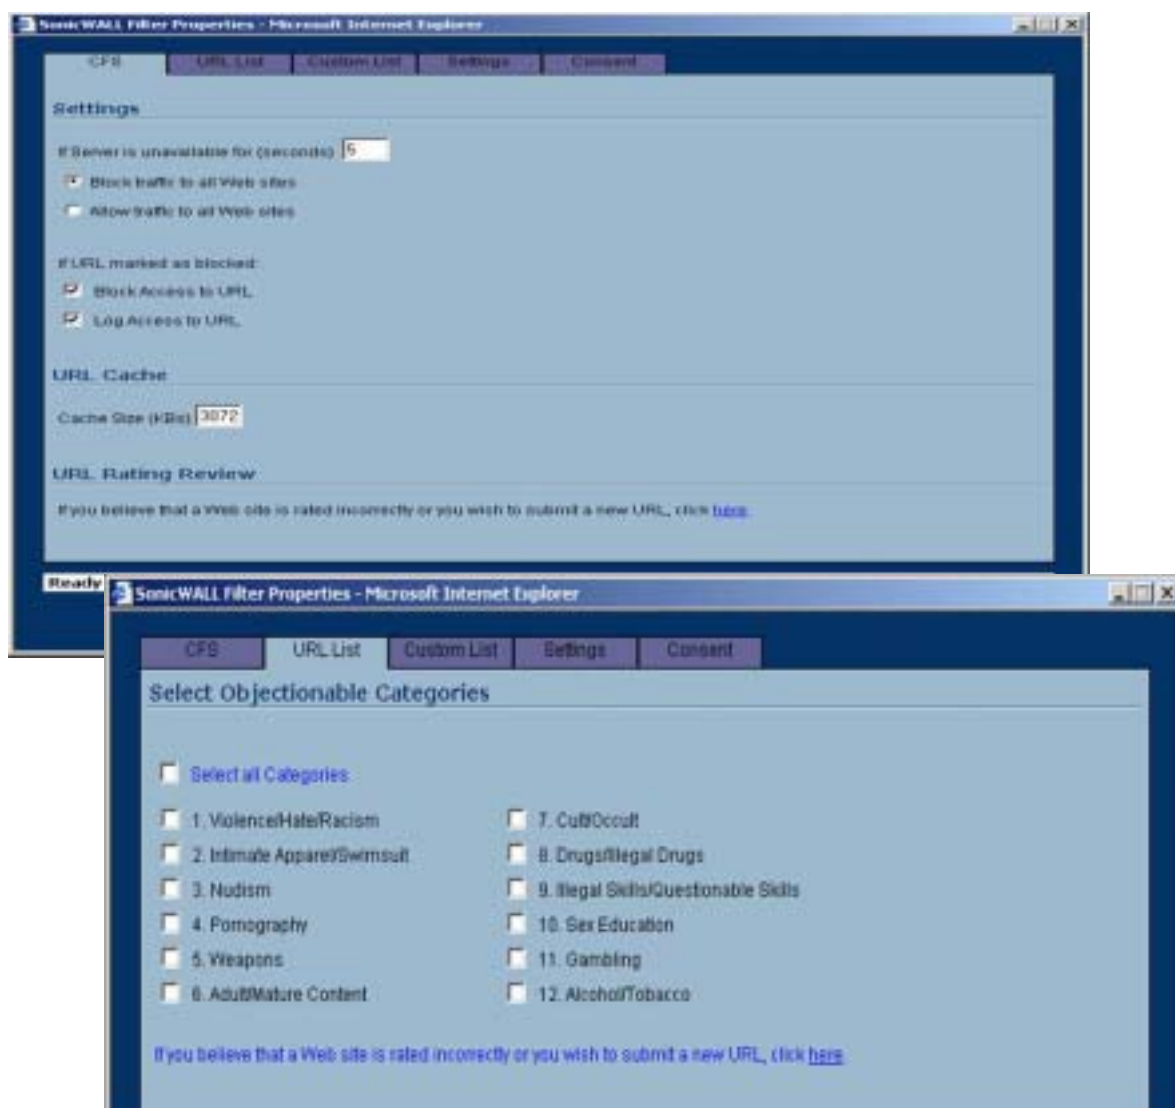 SonicWALL Filter Properties - Microsoft Internet Explorer
CFS URL List Custom List Settings Consent
Settings
If Server is unavailable for (seconds) 5
Block traffic to all Web sites
Allow traffic to all Web sites
If URL marked as blocked:
Block Access to URL
Log Access to URL
URL Cache
Cache Size (KBs) 3072
URL Rating Review
If you believe that a Web site is rated incorrectly or you wish to submit a new URL, click here.
Ready
SonicWALL Filter Properties - Microsoft Internet Explorer
CFS URL List Custom List Settings Consent
Select Objectionable Categories
Select all Categories
1. Violence/Hate/Racism
2. Intimate Apparel/Swimsuit
3. Nudism
4. Pornography
5. Weapons
6. Adult/Mature Content
7. Cult/Occult
8. Drugs/Illegal Drugs
9. Illegal Skills/Questionable Skills
10. Sex Education
11. Gambling
12. Alcohol/Tobacco
If you believe that a Web site is rated incorrectly or you wish to submit a new URL, click here.